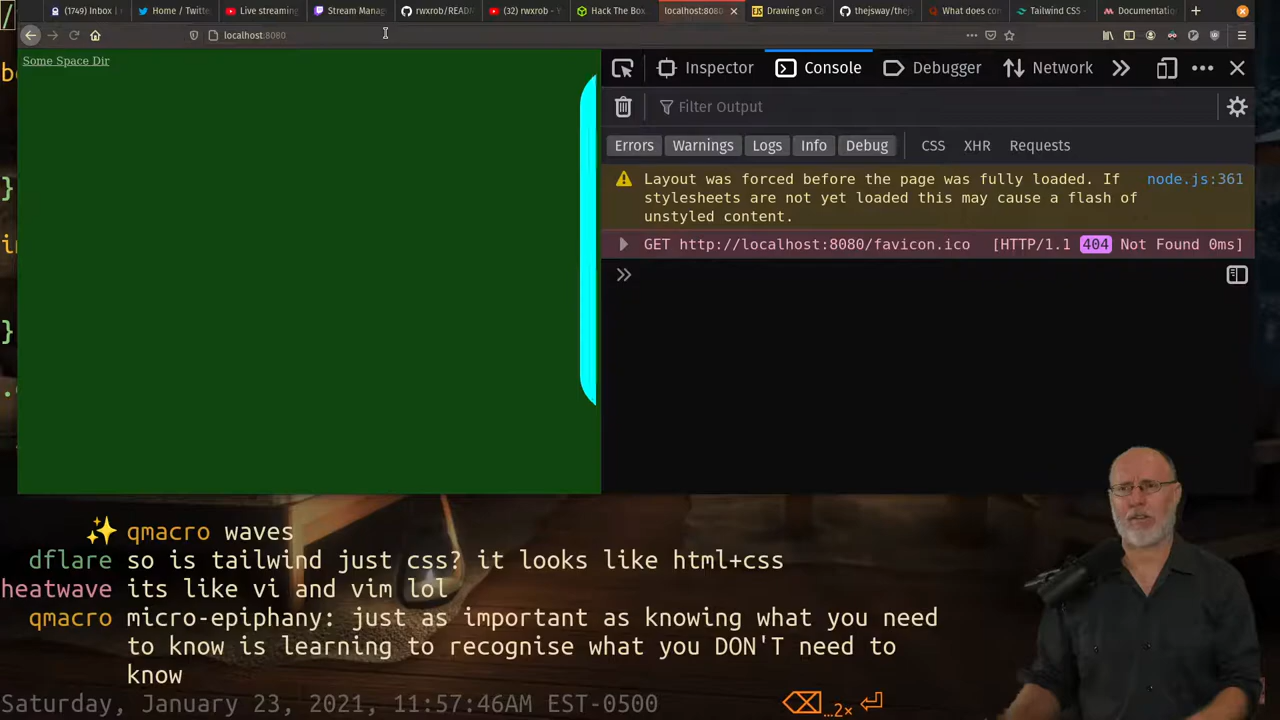 (1749) Inbox
Home / Twitte
Live streaming
Stream Manag
rwxrob/READM
(32) rwxrob - Y
Hack The Box
localhost:8080
Drawing on Ca
thejsway/thejs
What does con
Tailwind CSS -
Documentatio
localhost:8080
Some Space Dir
Inspector
Console
Debugger
Network
Filter Output
Errors
Warnings
Logs
Info
Debug
CSS
XHR
Requests
Layout was forced before the page was fully loaded. If node.js:361
stylesheets are not yet loaded this may cause a flash of
unstyled content.
GET http://localhost:8080/favicon.ico [HTTP/1.1 404 Not Found 0ms]
qmacro waves
dflare so is tailwind just css? it looks like html+css
heatwave its like vi and vim lol
qmacro micro-epiphany: just as important as knowing what you need
to know is learning to recognise what you DON'T need to
know
Saturday, January 23, 2021, 11:57:46AM EST-0500
…2×